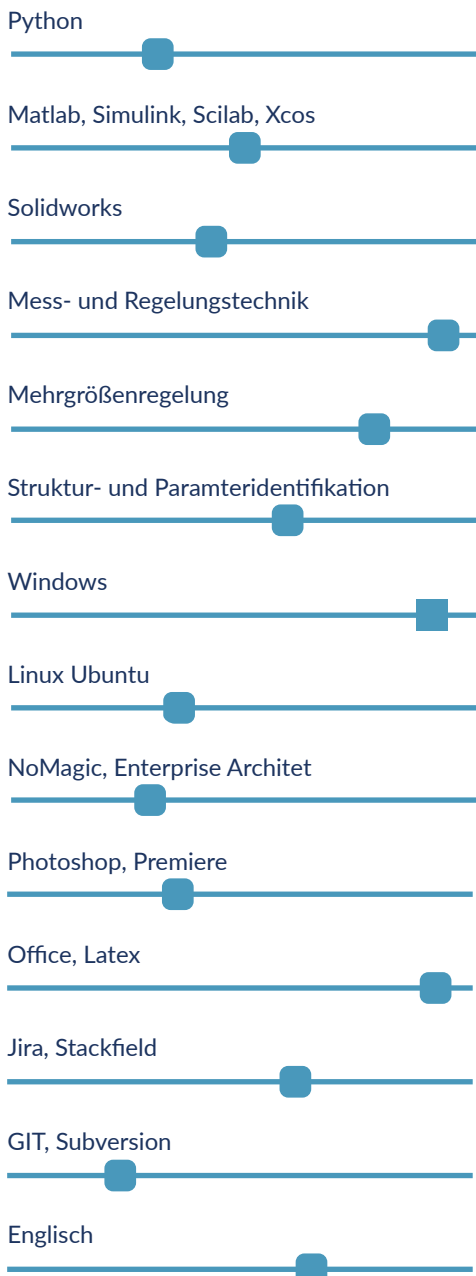 Python
Matlab, Simulink, Scilab, Xcos
Solidworks
Mess- und Regelungstechnik
Mehrgrößenregelung
Struktur- und Paramteridentifikation
Windows
Linux Ubuntu
NoMagic, Enterprise Architet
Photoshop, Premiere
Office, Latex
Jira, Stackfield
GIT, Subversion
Englisch